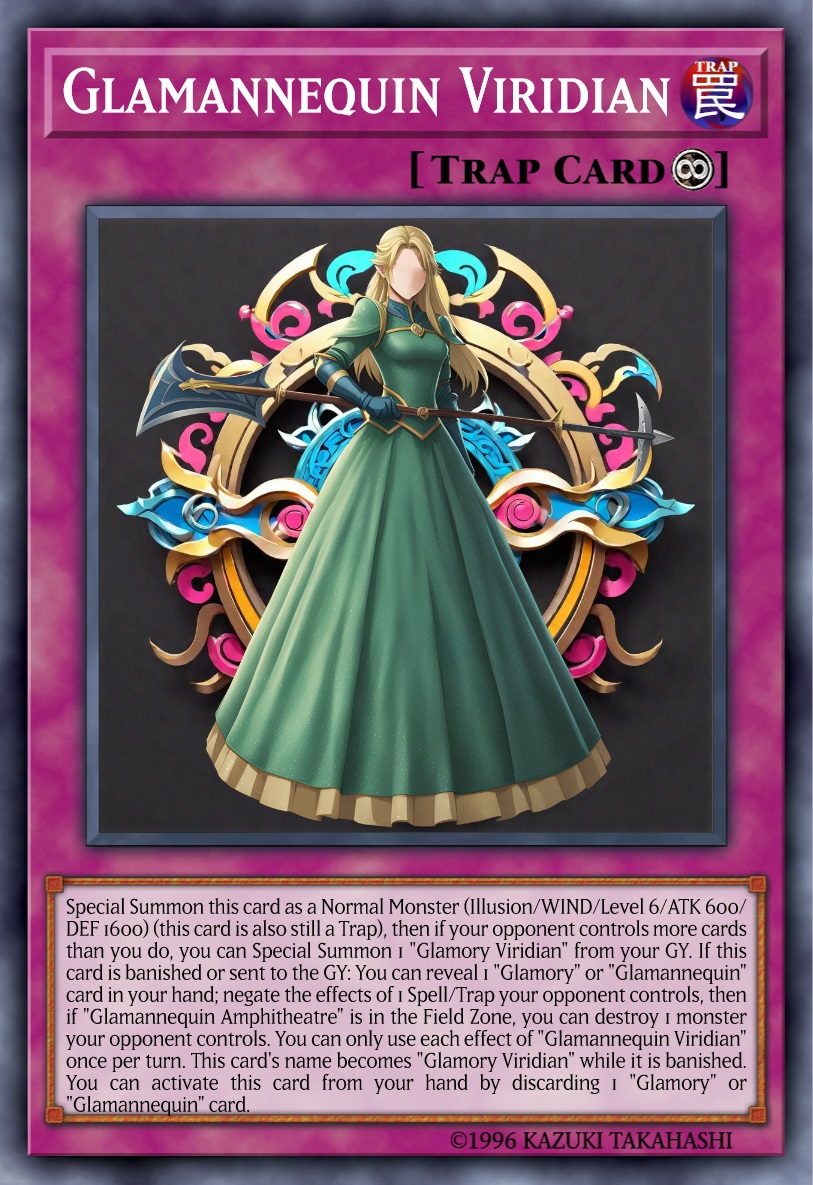 GLAMANNEQUIN VIRIDIAN
TRAP
罠
[TRAP CARD ∞]
Special Summon this card as a Normal Monster (Illusion/WIND/Level 6/ATK 600/
DEF 1600) (this card is also still a Trap), then if your opponent controls more cards
than you do, you can Special Summon 1 "Glamory Viridian" from your GY. If this
card is banished or sent to the GY: You can reveal 1 "Glamory" or "Glamannequin"
card in your hand; negate the effects of 1 Spell/Trap your opponent controls, then
if "Glamannequin Amphitheatre" is in the Field Zone, you can destroy 1 monster
your opponent controls. You can only use each effect of "Glamannequin Viridian"
once per turn. This card's name becomes "Glamory Viridian" while it is banished.
You can activate this card from your hand by discarding 1 "Glamory" or
"Glamannequin" card.
©1996 KAZUKI TAKAHASHI